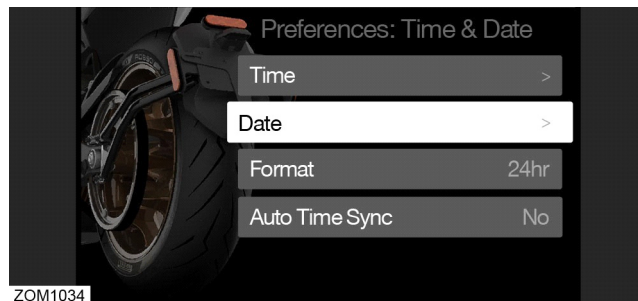 Preferences: Time & Date
Time >
Date >
Format 24hr
Auto Time Sync No
ZOM1034